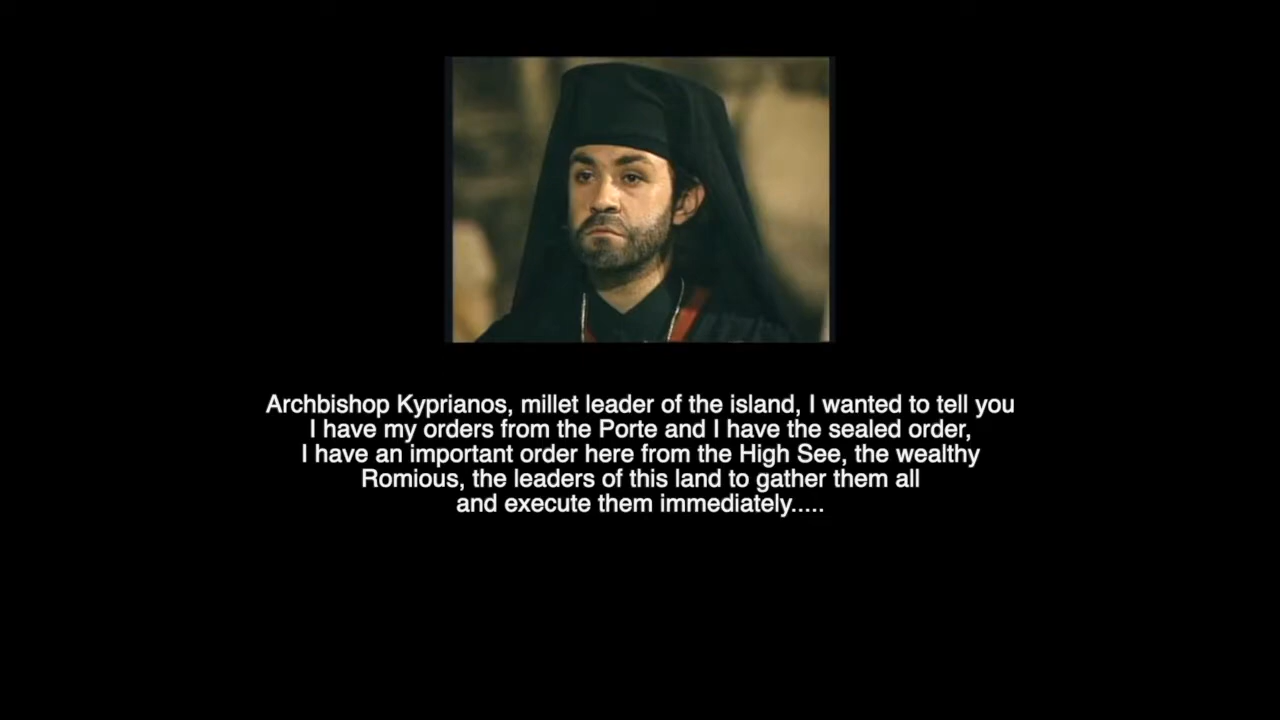 Archbishop Kyprianos, millet leader of the island, I wanted to tell you
I have my orders from the Porte and I have the sealed order,
I have an important order here from the High See, the wealthy
Romious, the leaders of this land to gather them all
and execute them immediately.....